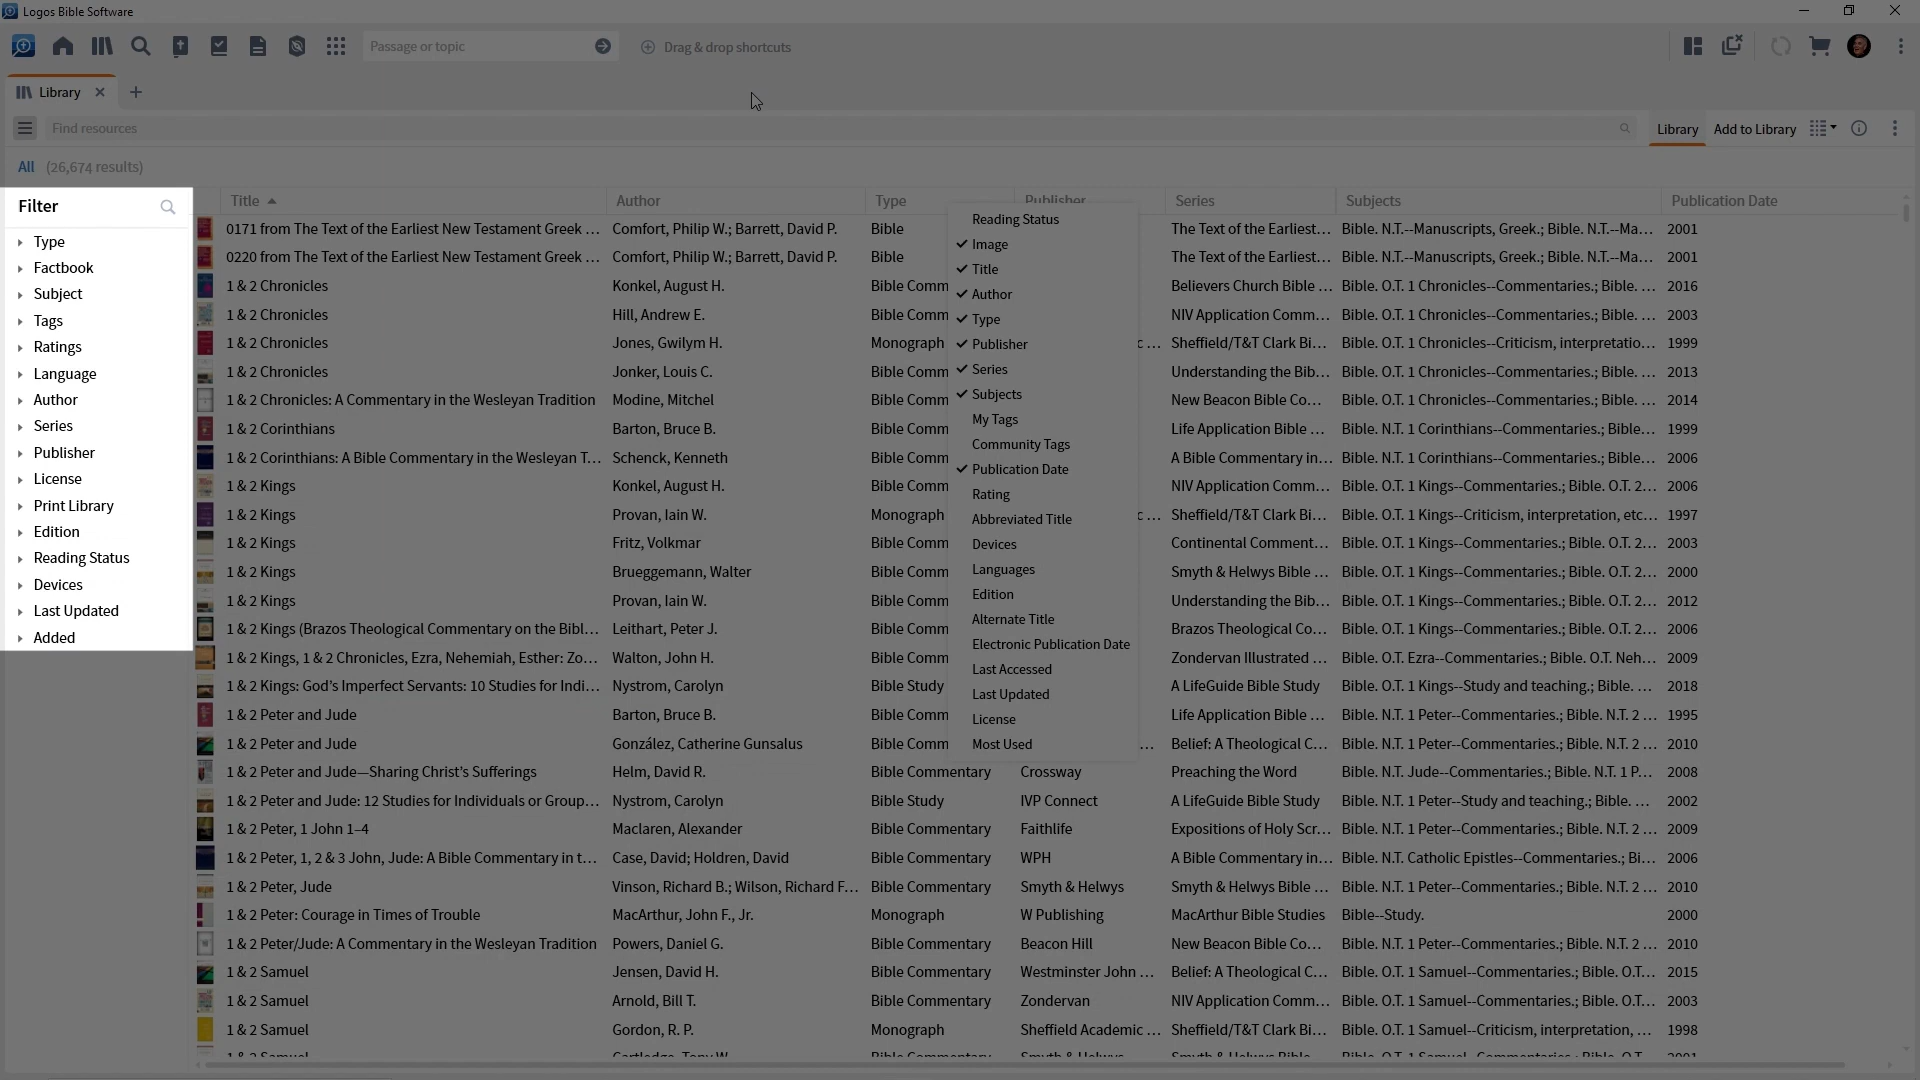 Logos Bible Software
Passage or topic
Drag & drop shortcuts
Library
Find resources
Library
Add to Library
All (26,674 results)
Filter
Type
Factbook
Subject
Tags
Ratings
Language
Author
Series
Publisher
License
Print Library
Edition
Reading Status
Devices
Last Updated
Added
Title Author Type Publisher Series Subjects Publication Date
0171 from The Text of the Earliest New Testament Greek … Comfort, Philip W.; Barrett, David P. Bible The Text of the Earliest… Bible. N.T.--Manuscripts, Greek.; Bible. N.T.--Ma… 2001
0220 from The Text of the Earliest New Testament Greek … Comfort, Philip W.; Barrett, David P. Bible The Text of the Earliest… Bible. N.T.--Manuscripts, Greek.; Bible. N.T.--Ma… 2001
1 & 2 Chronicles Konkel, August H. Bible Comm Believers Church Bible … Bible. O.T. 1 Chronicles--Commentaries.; Bible. … 2016
1 & 2 Chronicles Hill, Andrew E. Bible Comm NIV Application Comm… Bible. O.T. 1 Chronicles--Commentaries.; Bible. … 2003
1 & 2 Chronicles Jones, Gwilym H. Monograph c … Sheffield/T&T Clark Bi… Bible. O.T. 1 Chronicles--Criticism, interpretatio… 1999
1 & 2 Chronicles Jonker, Louis C. Bible Comm Understanding the Bib… Bible. O.T. 1 Chronicles--Commentaries.; Bible. … 2013
1 & 2 Chronicles: A Commentary in the Wesleyan Tradition Modine, Mitchel Bible Comm New Beacon Bible Co… Bible. O.T. 1 Chronicles--Commentaries.; Bible. … 2014
1 & 2 Corinthians Barton, Bruce B. Bible Comm Life Application Bible … Bible. N.T. 1 Corinthians--Commentaries.; Bible… 1999
1 & 2 Corinthians: A Bible Commentary in the Wesleyan T… Schenck, Kenneth Bible Comm A Bible Commentary in… Bible. N.T. 1 Corinthians--Commentaries.; Bible… 2006
1 & 2 Kings Konkel, August H. Bible Comm NIV Application Comm… Bible. O.T. 1 Kings--Commentaries.; Bible. O.T. 2… 2006
1 & 2 Kings Provan, Iain W. Monograph c … Sheffield/T&T Clark Bi… Bible. O.T. 1 Kings--Criticism, interpretation, etc… 1997
1 & 2 Kings Fritz, Volkmar Bible Comm Continental Comment… Bible. O.T. 1 Kings--Commentaries.; Bible. O.T. 2… 2003
1 & 2 Kings Brueggemann, Walter Bible Comm Smyth & Helwys Bible … Bible. O.T. 1 Kings--Commentaries.; Bible. O.T. 2… 2000
1 & 2 Kings Provan, Iain W. Bible Comm Understanding the Bib… Bible. O.T. 1 Kings--Commentaries.; Bible. O.T. 2… 2012
1 & 2 Kings (Brazos Theological Commentary on the Bibl… Leithart, Peter J. Bible Comm Brazos Theological Co… Bible. O.T. 1 Kings--Commentaries.; Bible. O.T. 2… 2006
1 & 2 Kings, 1 & 2 Chronicles, Ezra, Nehemiah, Esther: Zo… Walton, John H. Bible Comm Zondervan Illustrated … Bible. O.T. Ezra--Commentaries.; Bible. O.T. Neh… 2009
1 & 2 Kings: God’s Imperfect Servants: 10 Studies for Indi… Nystrom, Carolyn Bible Study A LifeGuide Bible Study Bible. O.T. 1 Kings--Study and teaching.; Bible. … 2018
1 & 2 Peter and Jude Barton, Bruce B. Bible Comm Life Application Bible … Bible. N.T. 1 Peter--Commentaries.; Bible. N.T. 2 … 1995
1 & 2 Peter and Jude González, Catherine Gunsalus Bible Comm … Belief: A Theological C… Bible. N.T. 1 Peter--Commentaries.; Bible. N.T. 2 … 2010
1 & 2 Peter and Jude—Sharing Christ’s Sufferings Helm, David R. Bible Commentary Crossway Preaching the Word Bible. N.T. Jude--Commentaries.; Bible. N.T. 1 P… 2008
1 & 2 Peter and Jude: 12 Studies for Individuals or Group… Nystrom, Carolyn Bible Study IVP Connect A LifeGuide Bible Study Bible. N.T. 1 Peter--Study and teaching.; Bible. … 2002
1 & 2 Peter, 1 John 1–4 Maclaren, Alexander Bible Commentary Faithlife Expositions of Holy Scr… Bible. N.T. 1 Peter--Commentaries.; Bible. N.T. 2 … 2009
1 & 2 Peter, 1, 2 & 3 John, Jude: A Bible Commentary in t… Case, David; Holdren, David Bible Commentary WPH A Bible Commentary in… Bible. N.T. Catholic Epistles--Commentaries.; Bi… 2006
1 & 2 Peter, Jude Vinson, Richard B.; Wilson, Richard F… Bible Commentary Smyth & Helwys Smyth & Helwys Bible … Bible. N.T. 1 Peter--Commentaries.; Bible. N.T. 2 … 2010
1 & 2 Peter: Courage in Times of Trouble MacArthur, John F., Jr. Monograph W Publishing MacArthur Bible Studies Bible--Study. 2000
1 & 2 Peter/Jude: A Commentary in the Wesleyan Tradition Powers, Daniel G. Bible Commentary Beacon Hill New Beacon Bible Co… Bible. N.T. 1 Peter--Commentaries.; Bible. N.T. 2 … 2010
1 & 2 Samuel Jensen, David H. Bible Commentary Westminster John … Belief: A Theological C… Bible. O.T. 1 Samuel--Commentaries.; Bible. O.T… 2015
1 & 2 Samuel Arnold, Bill T. Bible Commentary Zondervan NIV Application Comm… Bible. O.T. 1 Samuel--Commentaries.; Bible. O.T… 2003
1 & 2 Samuel Gordon, R. P. Monograph Sheffield Academic … Sheffield/T&T Clark Bi… Bible. O.T. 1 Samuel--Criticism, interpretation, … 1998
Reading Status
Image
Title
Author
Type
Publisher
Series
Subjects
My Tags
Community Tags
Publication Date
Rating
Abbreviated Title
Devices
Languages
Edition
Alternate Title
Electronic Publication Date
Last Accessed
Last Updated
License
Most Used